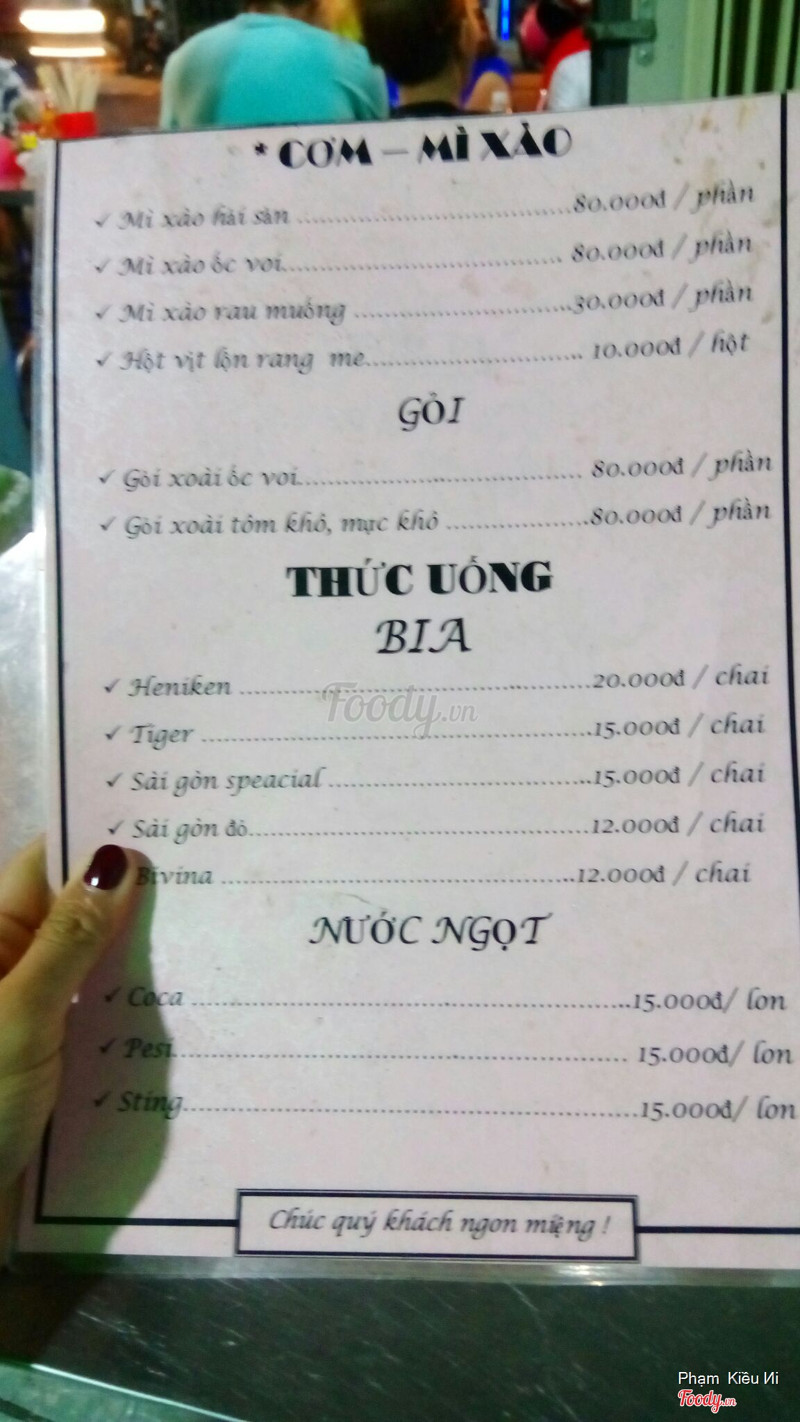 * CƠM – MÌ XÀO
✓ Mì xào hải sản ........................................80.000đ / phần
✓ Mì xào ốc voi........................................ 80.000đ / phần
✓ Mì xào rau muống ................................30.000đ / phần
✓ Hột vịt lộn rang me................................ 10.000đ / hột
GỎI
✓ Gỏi xoài ốc voi........................................ 80.000đ / phần
✓ Gỏi xoài tôm khô, mực khô .....................80.000đ / phần
THỨC UỐNG
BIA
✓ Heniken ..................................................20.000đ / chai
✓ Tiger ........................................................15.000đ / chai
✓ Sài gòn speacial ......................................15.000đ / chai
✓ Sài gòn đỏ................................................12.000đ / chai
Bivina ....................................................12.000đ / chai
NƯỚC NGỌT
✓ Coca ..........................................................15.000đ/ lon
✓ Pesi............................................................ 15.000đ/ lon
✓ Sting............................................................15.000đ/ lon
Chúc quý khách ngon miệng !
Foody.vn
Phạm Kiều Иi
Foody.vn